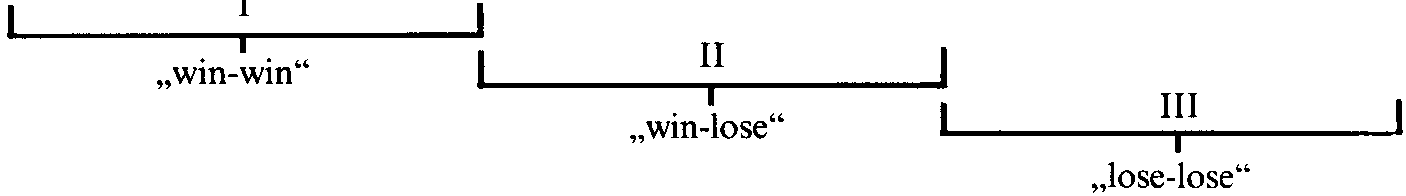 I
„win-win“
II
„win-lose“
III
„lose-lose“